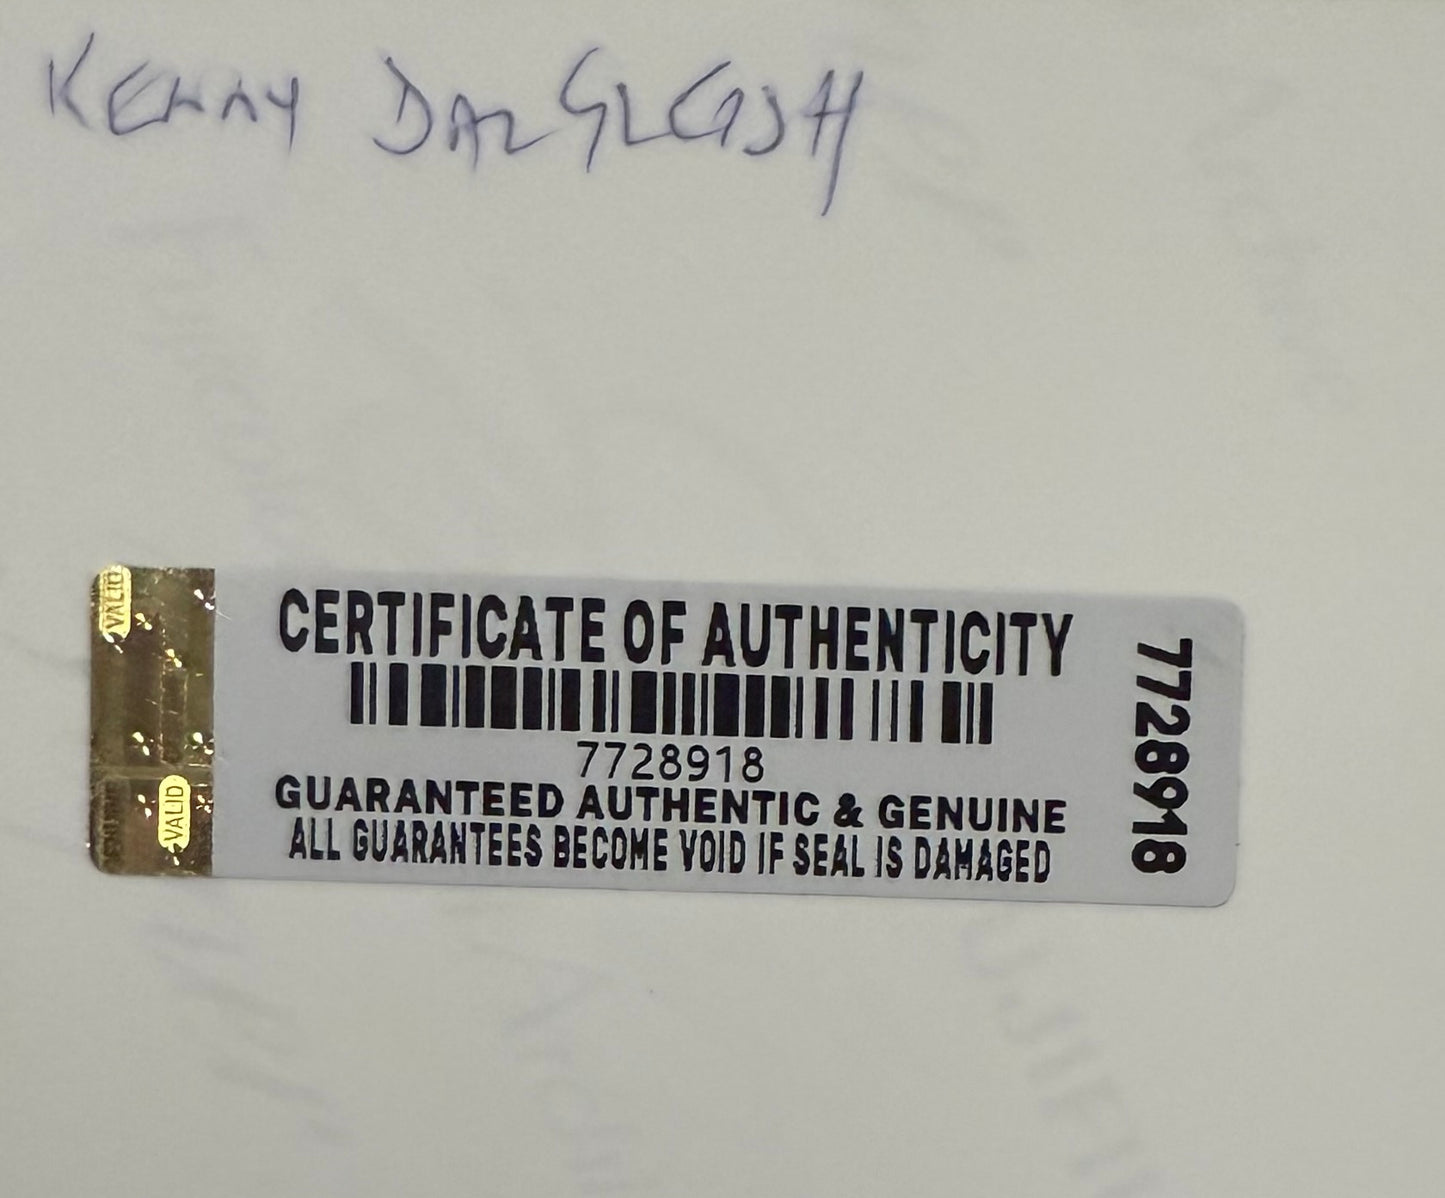 KENNY DALGLISH
VALID
CERTIFICATE OF AUTHENTICITY
7728918
7728918
GUARANTEED AUTHENTIC & GENUINE
ALL GUARANTEES BECOME VOID IF SEAL IS DAMAGED
VALID